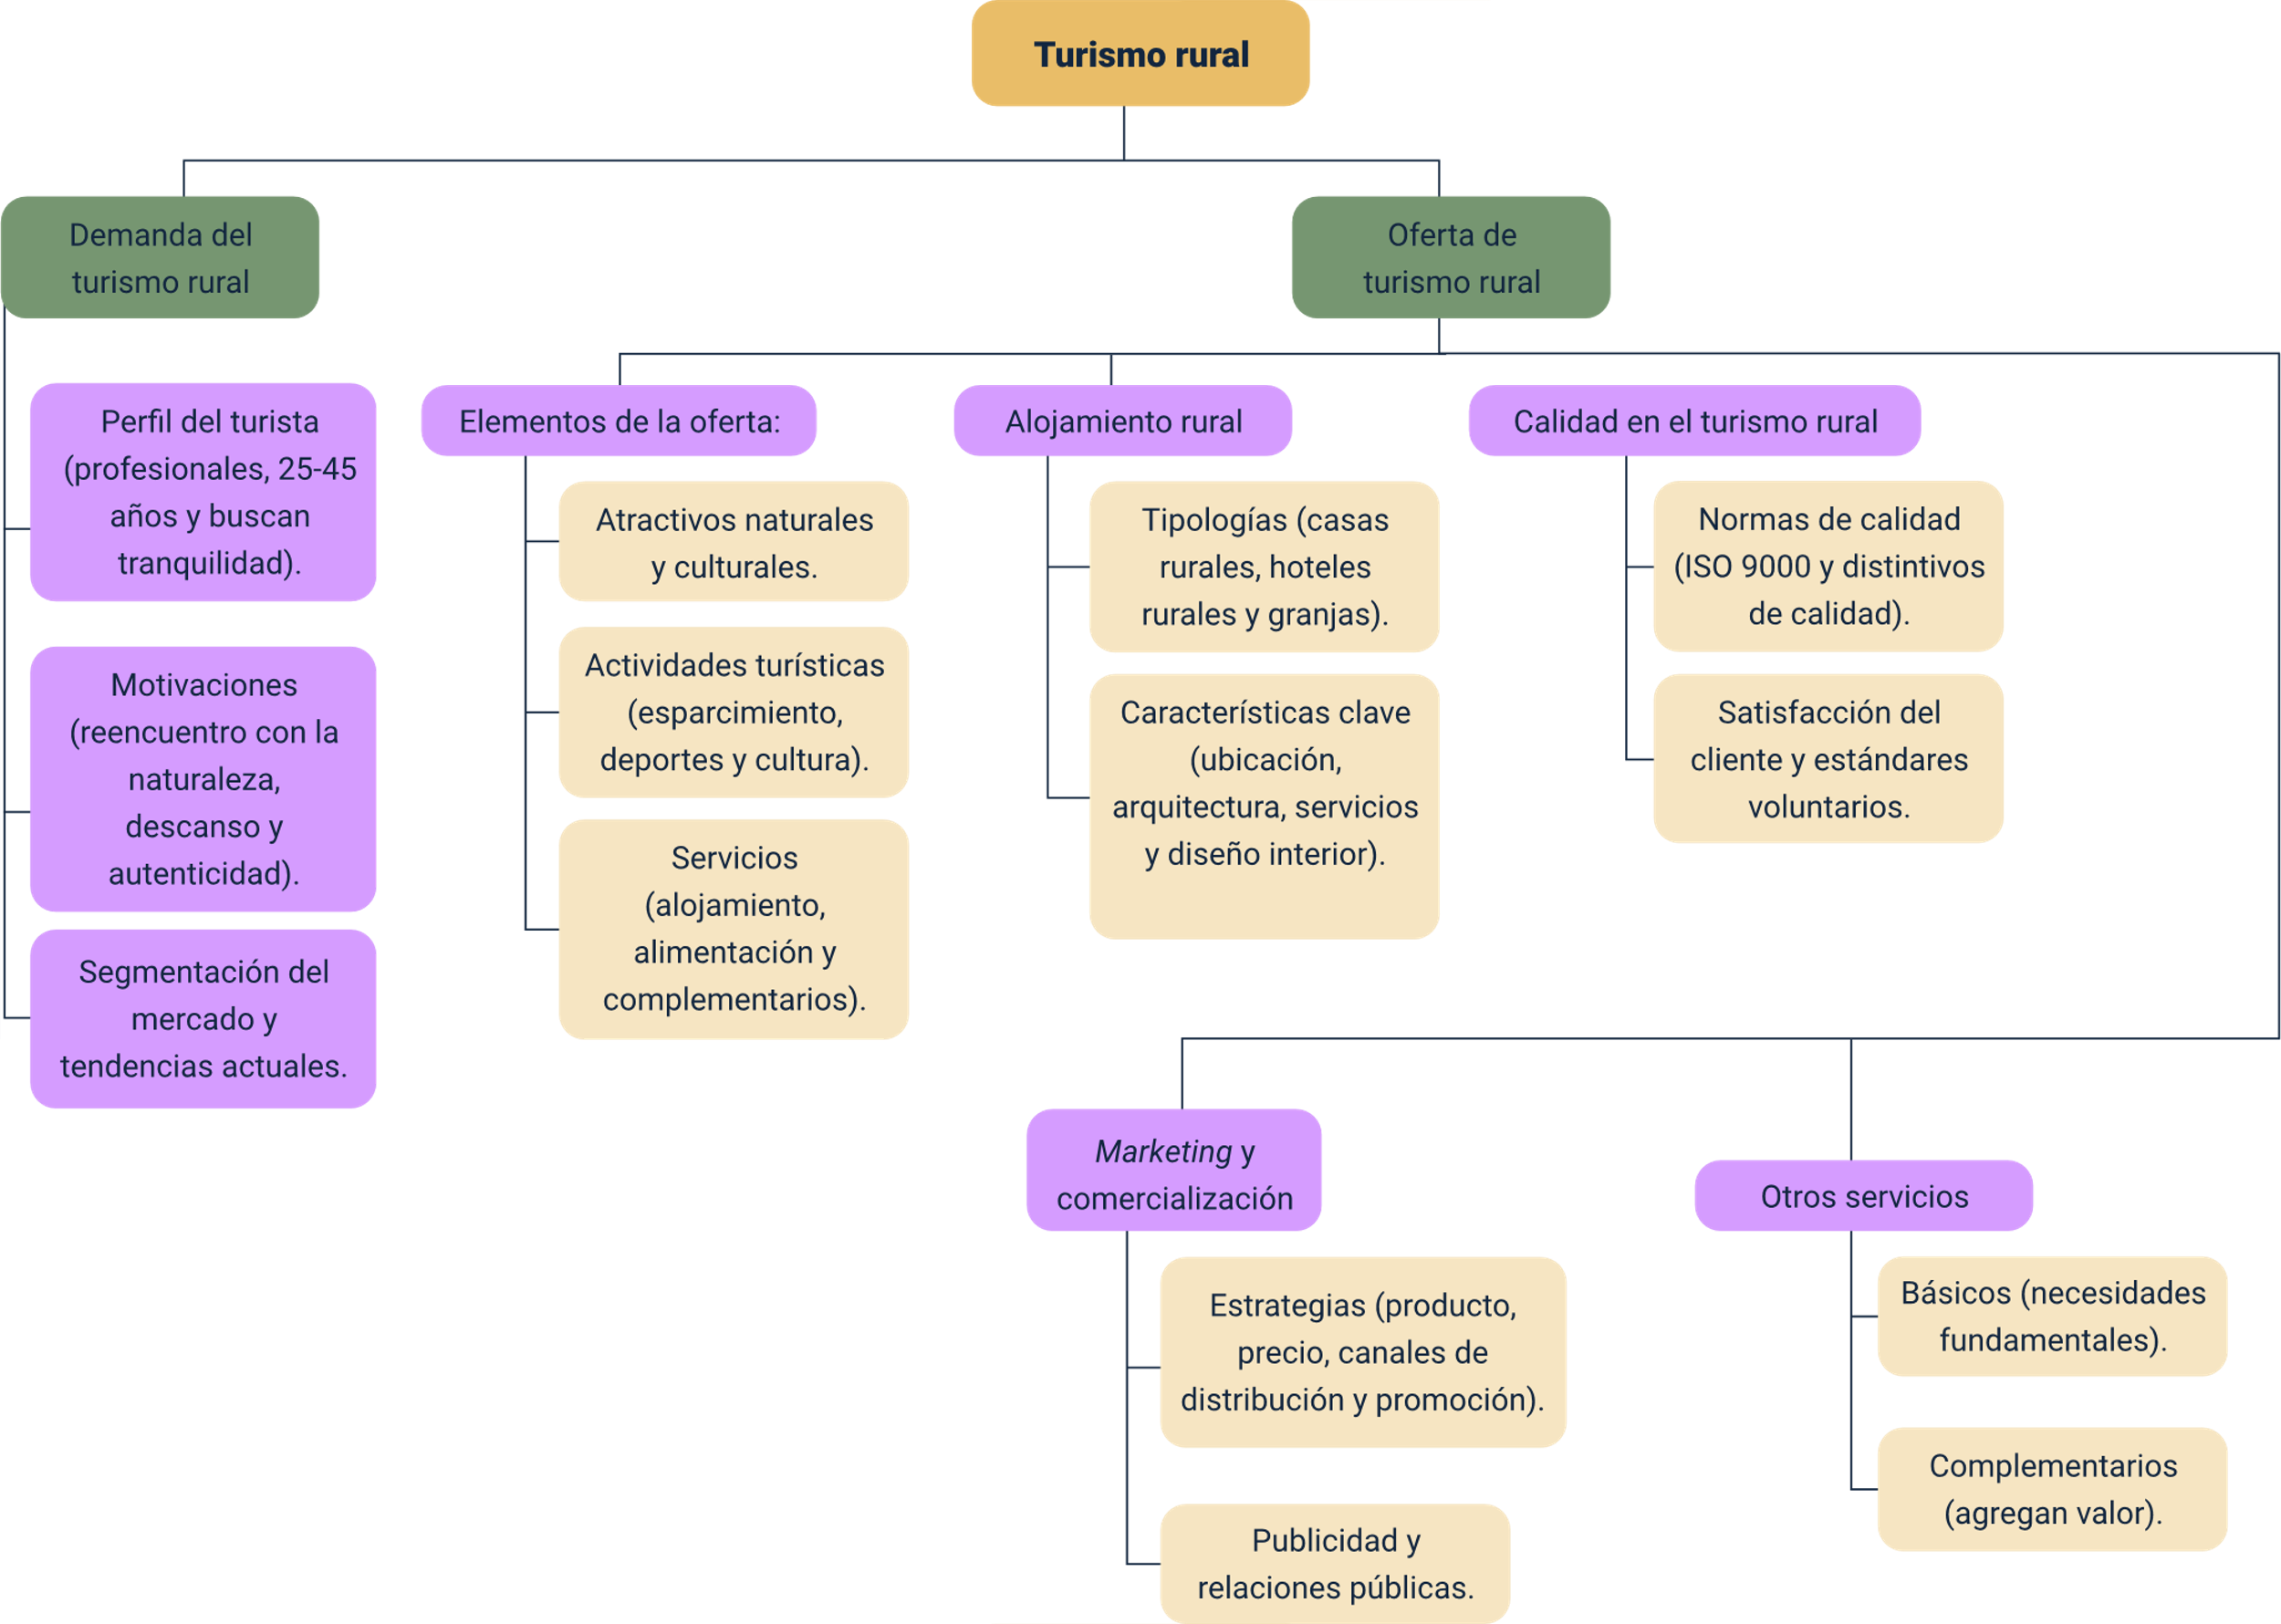 Turismo rural
Demanda del
turismo rural
Oferta de
turismo rural
Perfil del turista
(profesionales, 25-45
años y buscan
tranquilidad).
Motivaciones
(reencuentro con la
naturaleza,
descanso y
autenticidad).
Segmentación del
mercado y
tendencias actuales.
Elementos de la oferta:
Atractivos naturales
y culturales.
Actividades turísticas
(esparcimiento,
deportes y cultura).
Servicios
(alojamiento,
alimentación y
complementarios).
Alojamiento rural
Tipologías (casas
rurales, hoteles
rurales y granjas).
Características clave
(ubicación,
arquitectura, servicios
y diseño interior).
Calidad en el turismo rural
Normas de calidad
(ISO 9000 y distintivos
de calidad).
Satisfacción del
cliente y estándares
voluntarios.
Marketing y
comercialización
Estrategias (producto,
precio, canales de
distribución y promoción).
Publicidad y
relaciones públicas.
Otros servicios
Básicos (necesidades
fundamentales).
Complementarios
(agregan valor).